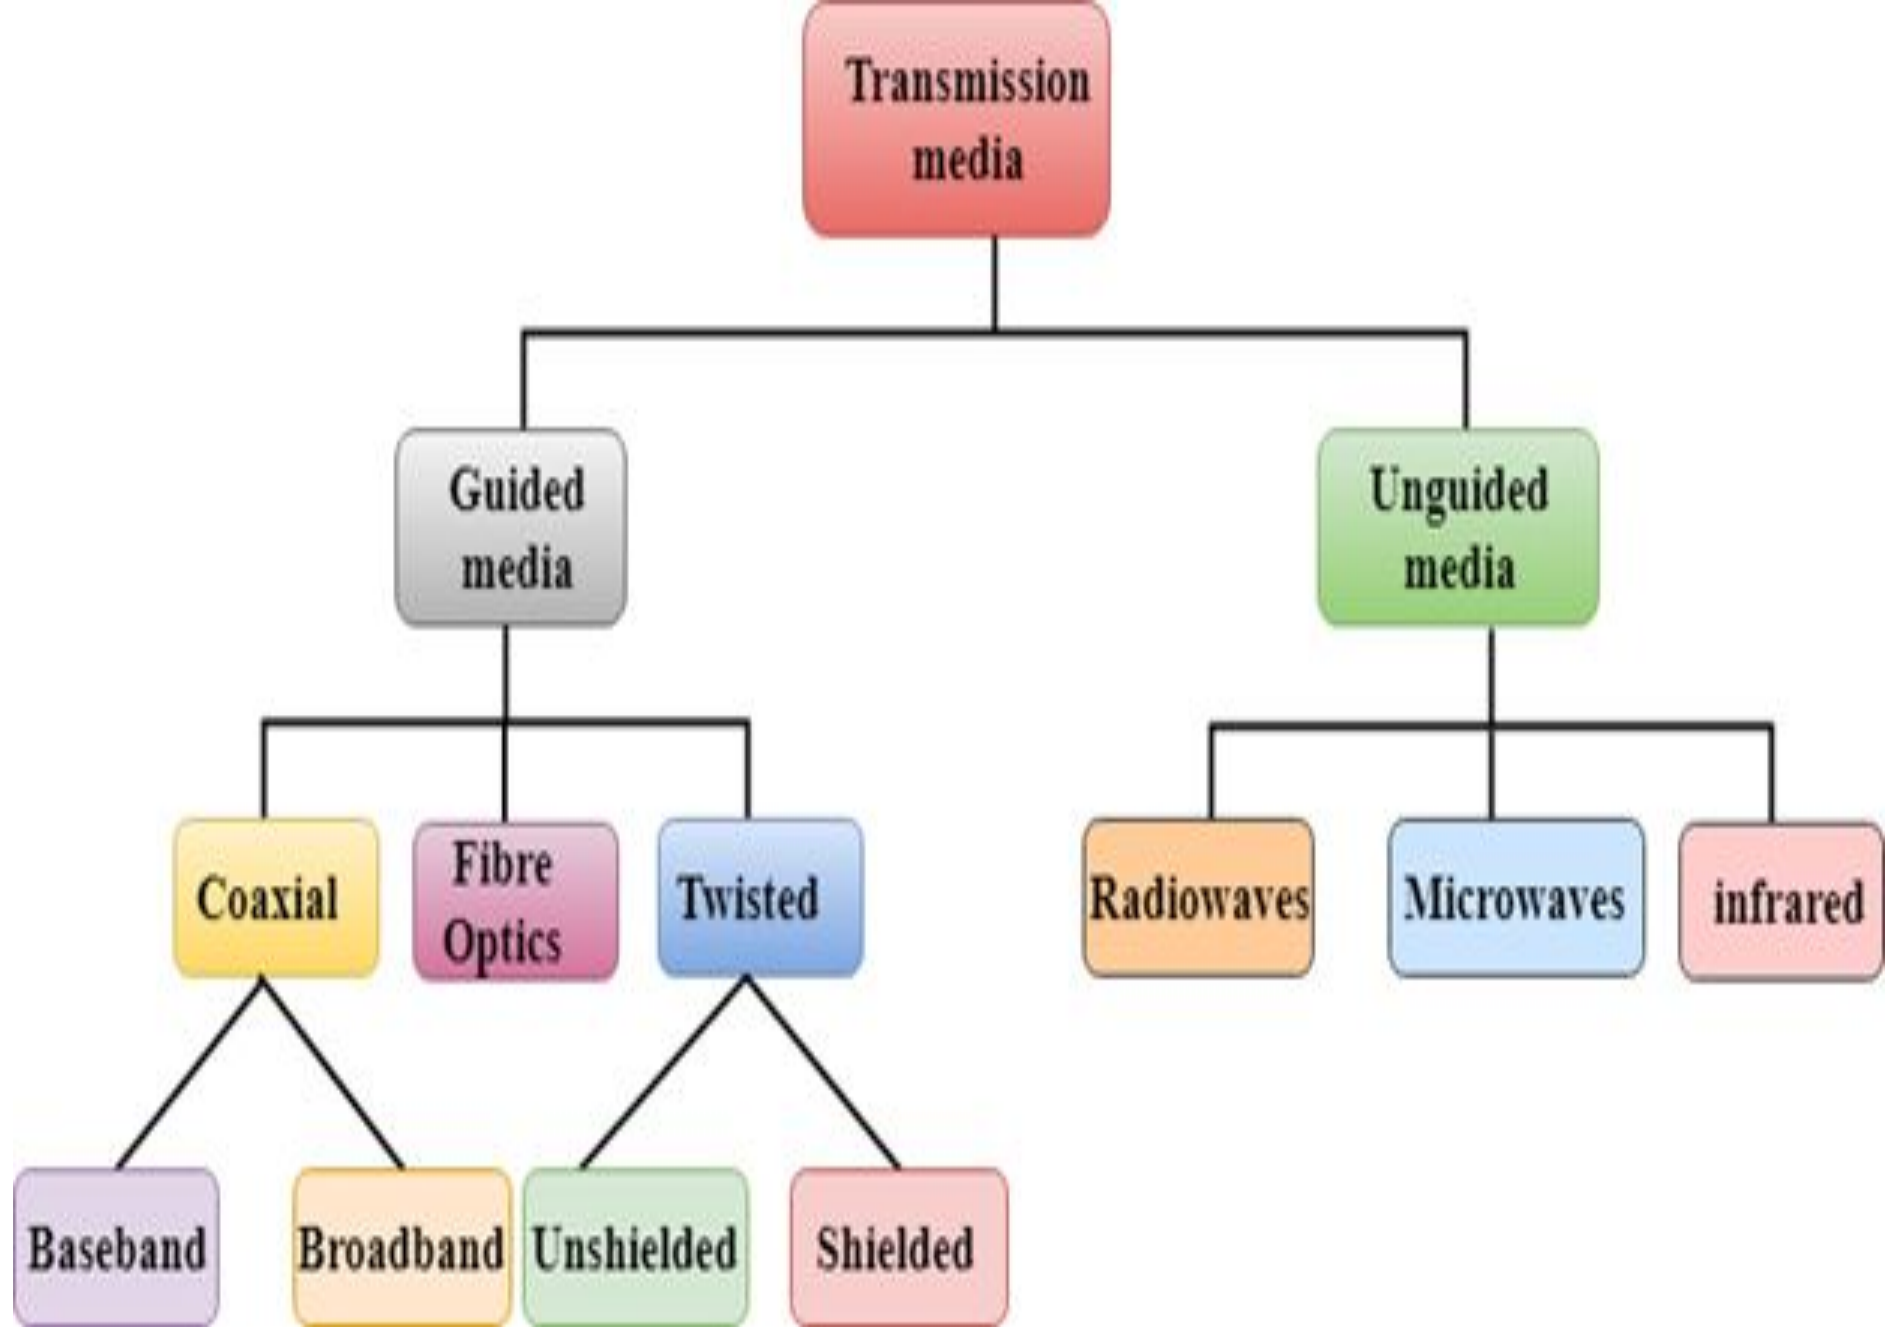 Transmission
media
Guided
media
Unguided
media
Coaxial
Fibre
Optics
Twisted
Radiowaves
Microwaves
infrared
Baseband
Broadband
Unshielded
Shielded